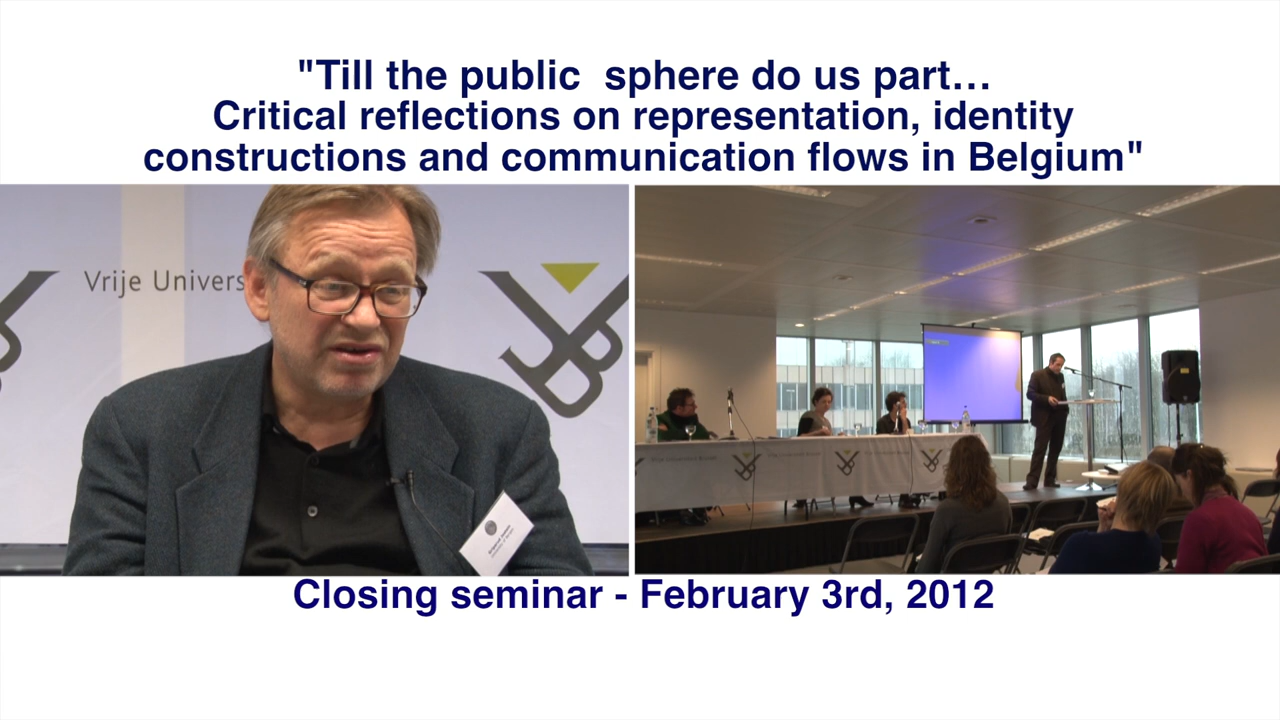 "Till the public  sphere do us part…
Critical reflections on representation, identity
constructions and communication flows in Belgium"
Vrije Univers
Closing seminar - February 3rd, 2012